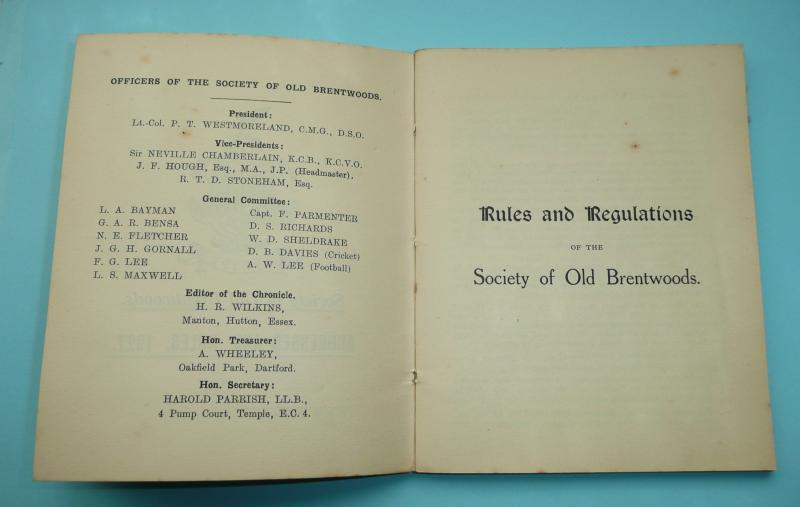 OFFICERS OF THE SOCIETY OF OLD BRENTWOODS.
President:
Lt.-Col. P. T. WESTMORELAND, C.M.G., D.S.O.
Vice-Presidents:
Sir NEVILLE CHAMBERLAIN, K.C.B., K.C.V.O.
J. F. HOUGH, Esq., M.A., J.P. (Headmaster).
R. T. D. STONEHAM, Esq.
General Committee:
L. A. BAYMAN
G. A. R. BENSA
N. E. FLETCHER
J. G. H. GORNALL
F. G. LEE
L. S. MAXWELL
Capt. F. PARMENTER
D. S. RICHARDS
W. D. SHELDRAKE
D. B. DAVIES (Cricket)
A. W. LEE (Football)
Editor of the Chronicle.
H. R. WILKINS,
Manton, Hutton, Essex.
Hon. Treasurer:
A. WHEELEY,
Oakfield Park, Dartford.
Hon. Secretary:
HAROLD PARRISH, LL.B.,
4 Pump Court, Temple, E.C. 4.
Rules and Regulations
OF THE
Society of Old Brentwoods.